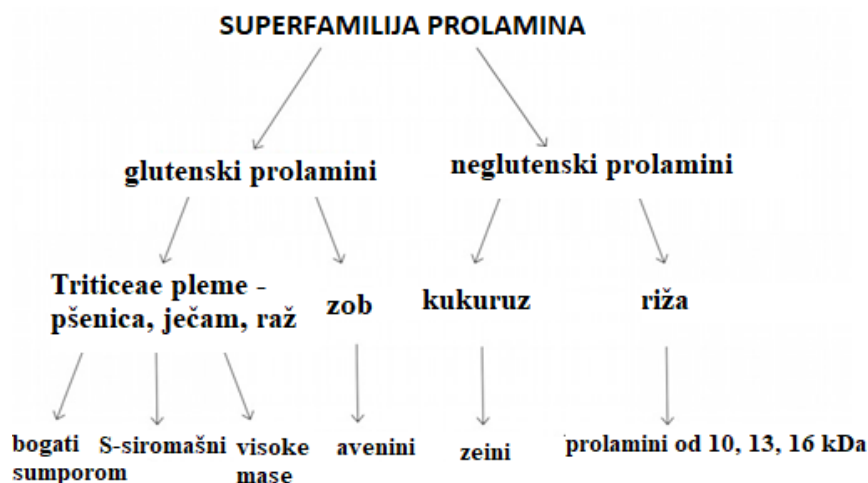 SUPERFAMILIJA PROLAMINA
glutenski prolamini
neglutenski prolamini
Triticeae pleme -
pšenica, ječam, raž
zob
kukuruz
riža
bogati
sumporom
S-siromašni
visoke
mase
avenini
zeini
prolamini od 10, 13, 16 kDa